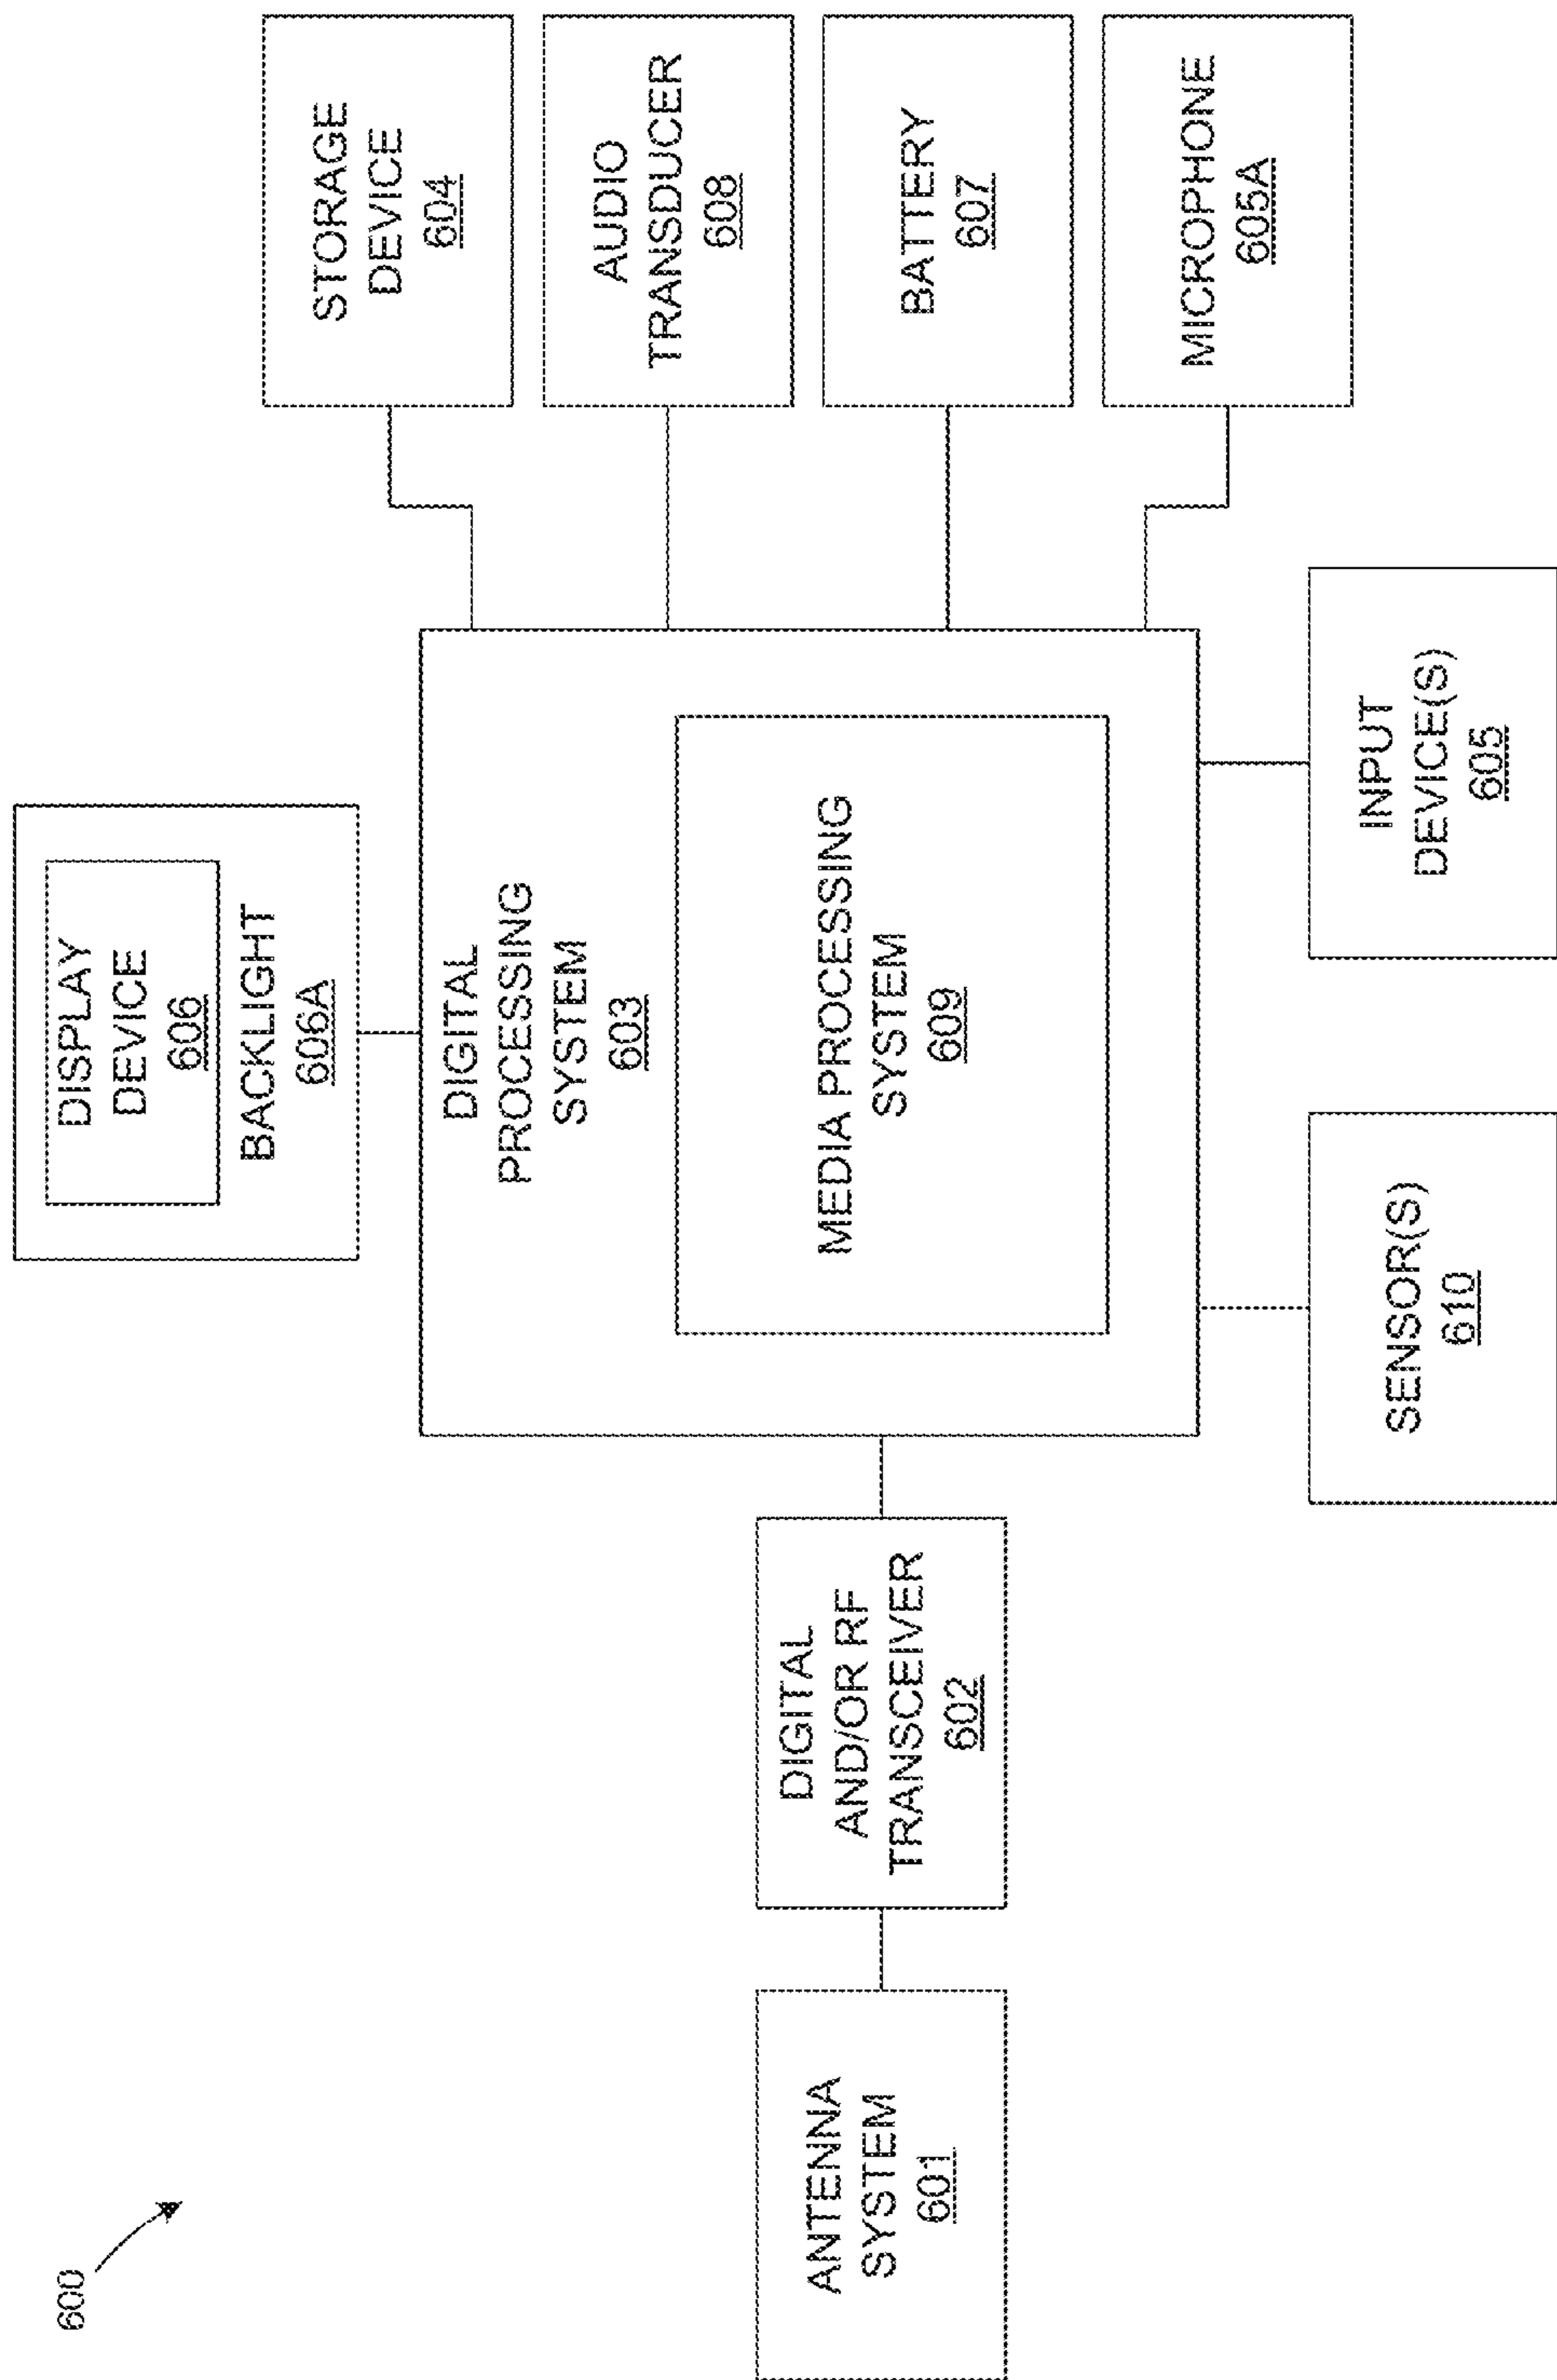 600
DISPLAY
DEVICE
606
BACKLIGHT
606A
STORAGE
DEVICE
604
DIGITAL
PROCESSING
SYSTEM
603
AUDIO
TRANSDUCER
608
ANTENNA
SYSTEM
601
DIGITAL
AND/OR RF
TRANSCEIVER
602
MEDIA PROCESSING
SYSTEM
609
BATTERY
607
MICROPHONE
605A
SENSOR(S)
610
INPUT
DEVICE(S)
605